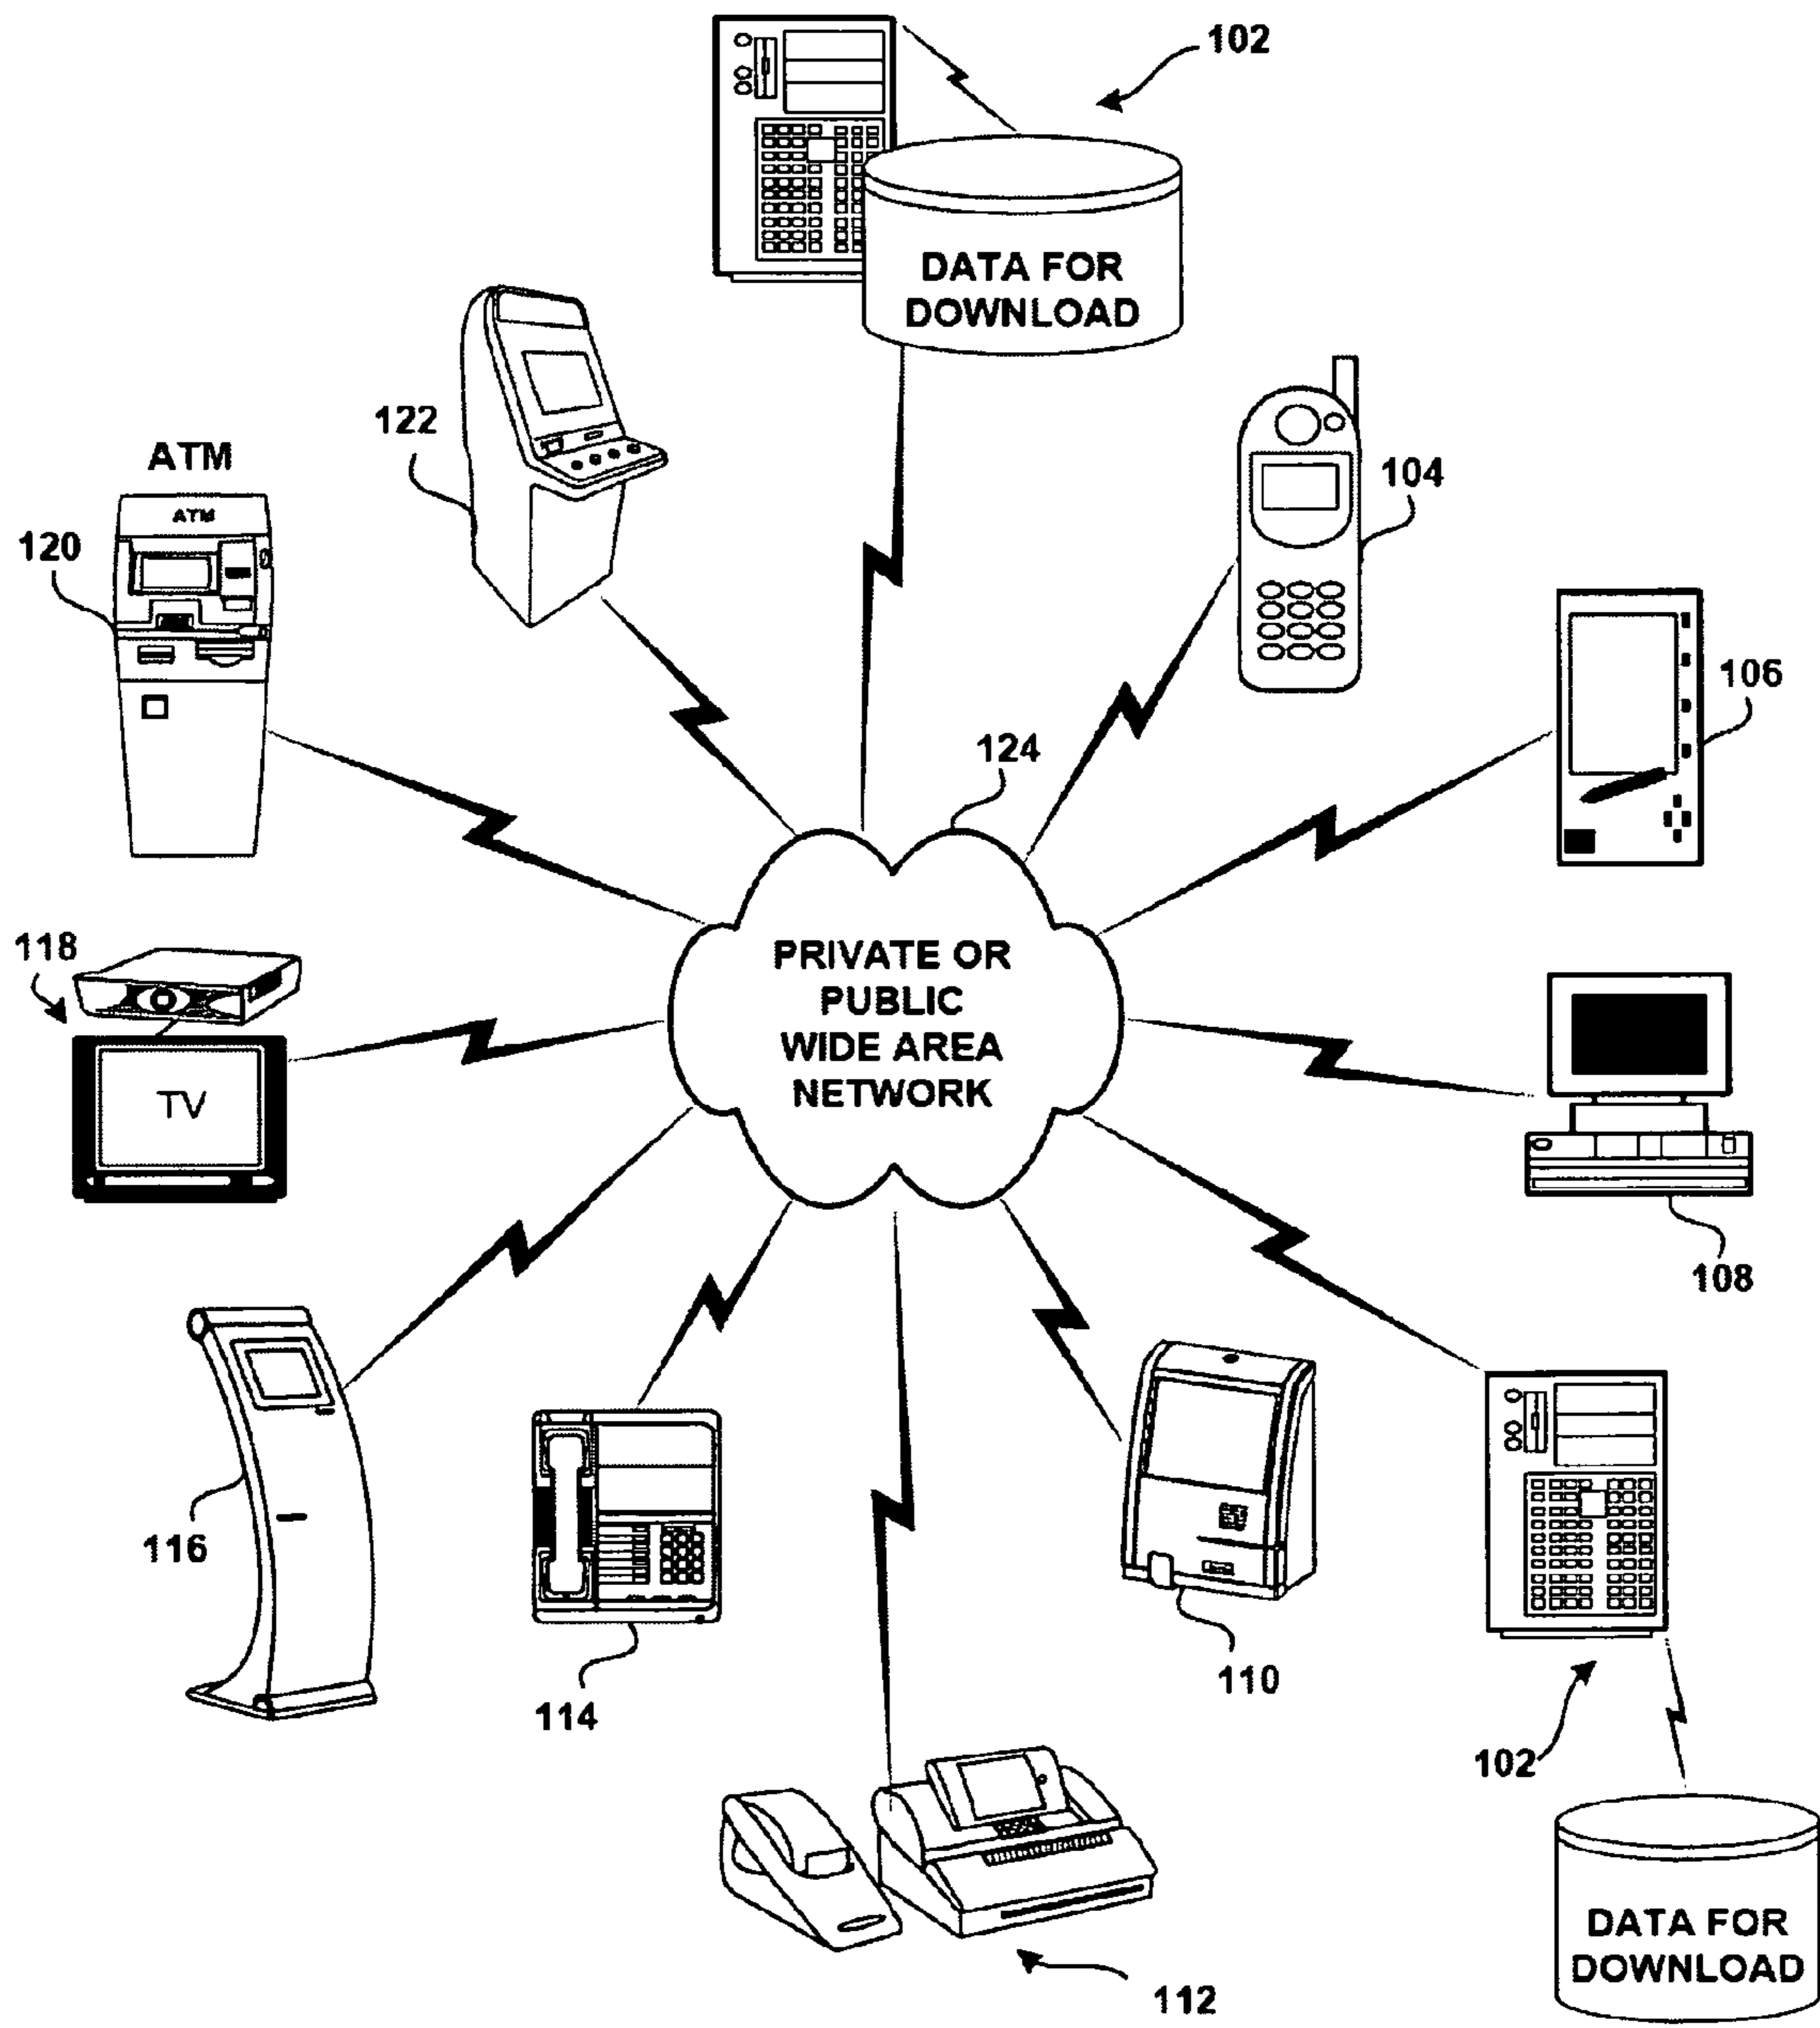 102
DATA FOR
DOWNLOAD
122
ATM
104
ATM
120
106
124
118
PRIVATE OR
PUBLIC
WIDE AREA
NETWORK
TV
108
116
110
114
102
DATA FOR
DOWNLOAD
112